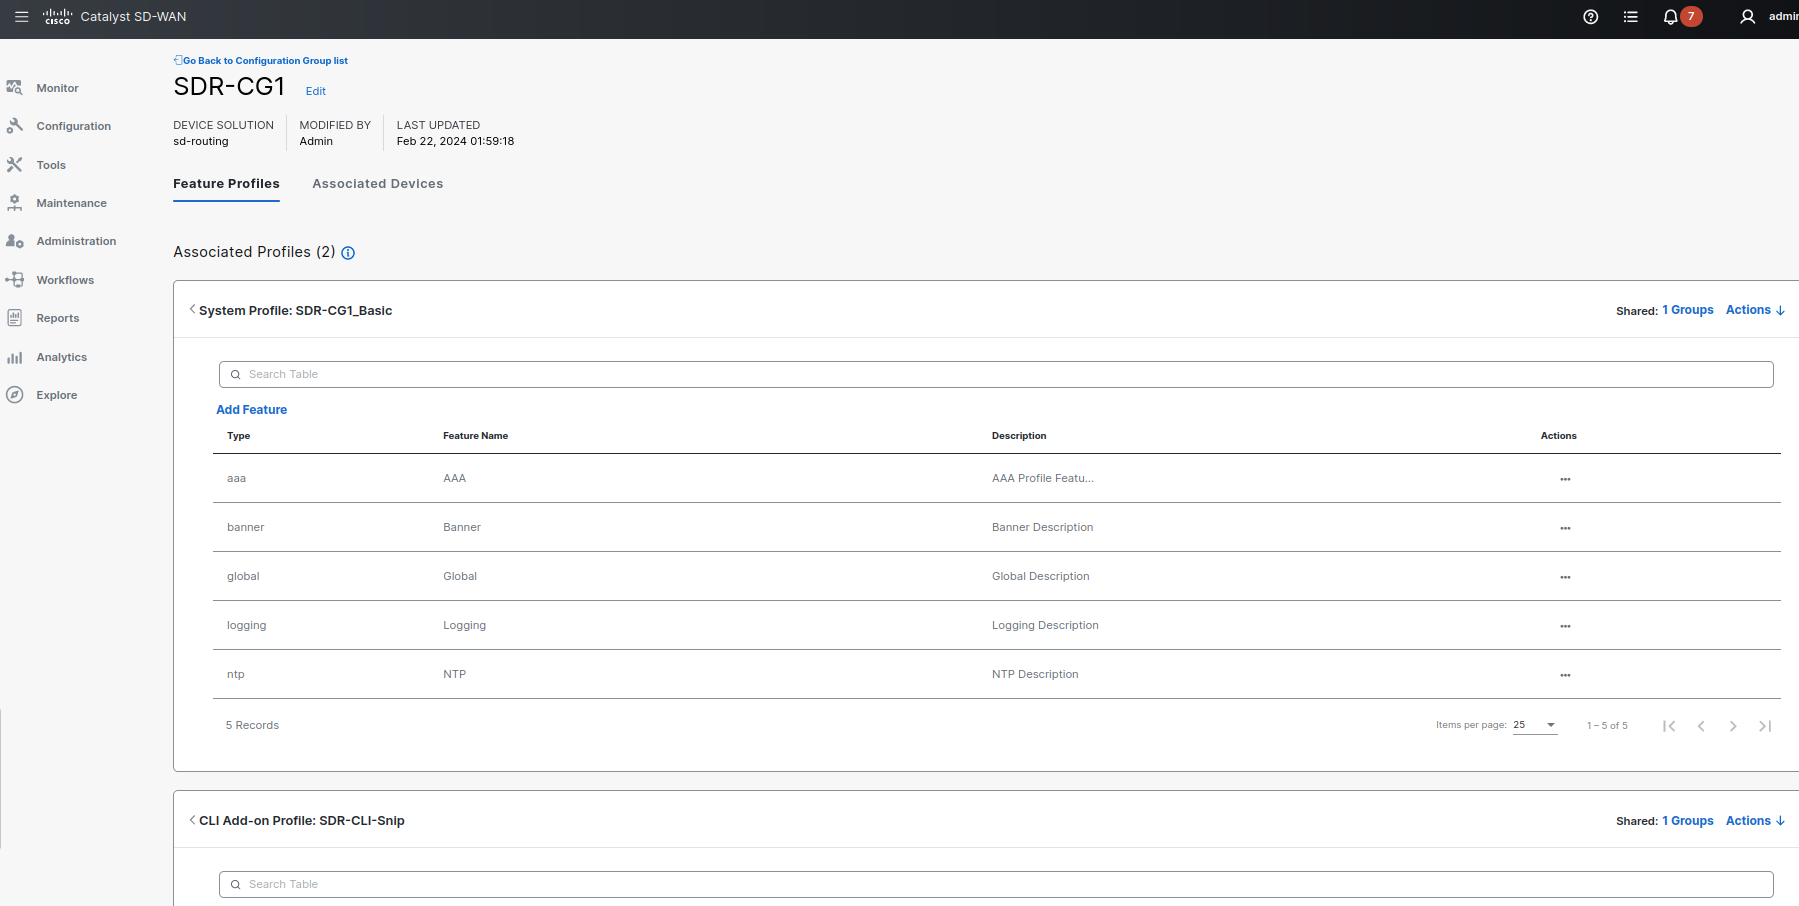 CISCO Catalyst SD-WAN 7 admin
Go Back to Configuration Group list
SDR-CG1 Edit
DEVICE SOLUTION MODIFIED BY LAST UPDATED
sd-routing Admin Feb 22, 2024 01:59:18
Feature Profiles Associated Devices
Monitor
Configuration
Tools
Maintenance
Administration
Workflows
Reports
Analytics
Explore
Associated Profiles (2)
System Profile: SDR-CG1_Basic Shared: 1 Groups Actions
Search Table
Add Feature
Type Feature Name Description Actions
aaa AAA AAA Profile Featu... ...
banner Banner Banner Description ...
global Global Global Description ...
logging Logging Logging Description ...
ntp NTP NTP Description ...
5 Records Items per page: 25 1 – 5 of 5
CLI Add-on Profile: SDR-CLI-Snip Shared: 1 Groups Actions
Search Table